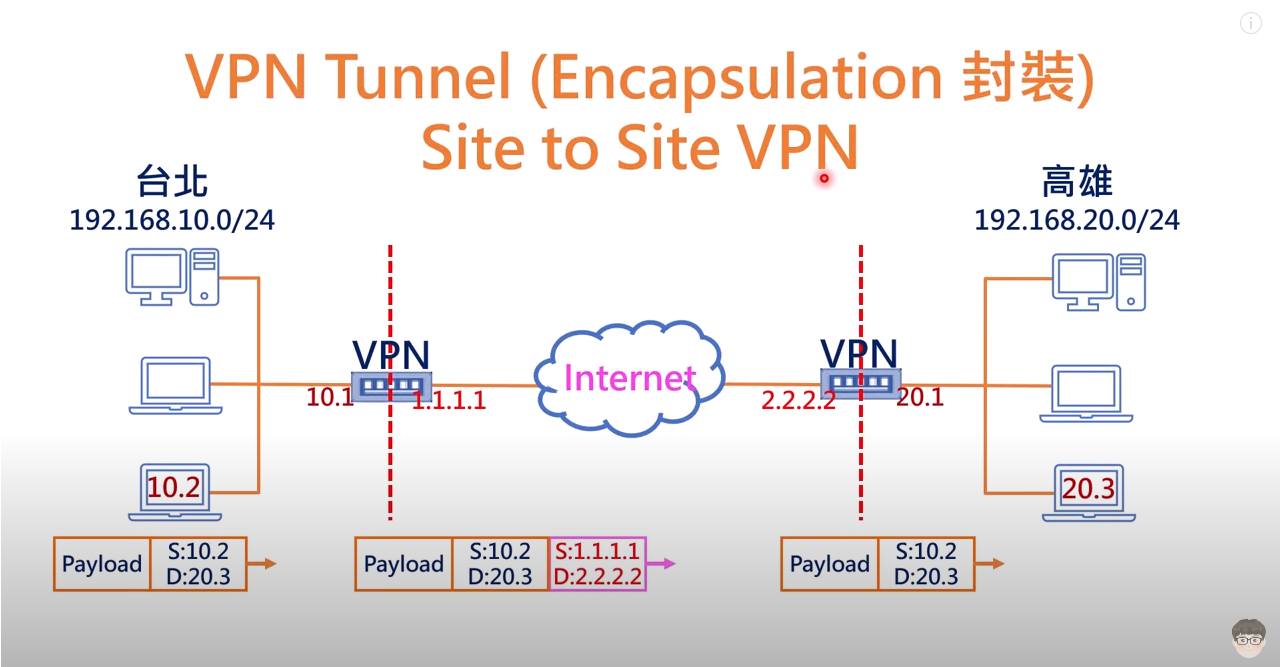 VPN Tunnel (Encapsulation 封裝)
Site to Site VPN
台北
192.168.10.0/24
高雄
192.168.20.0/24
VPN
VPN
Internet
10.1
1.1.1.1
2.2.2.2
20.1
10.2
20.3
Payload
S:10.2
D:20.3
Payload
S:10.2
D:20.3
S:1.1.1.1
D:2.2.2.2
Payload
S:10.2
D:20.3